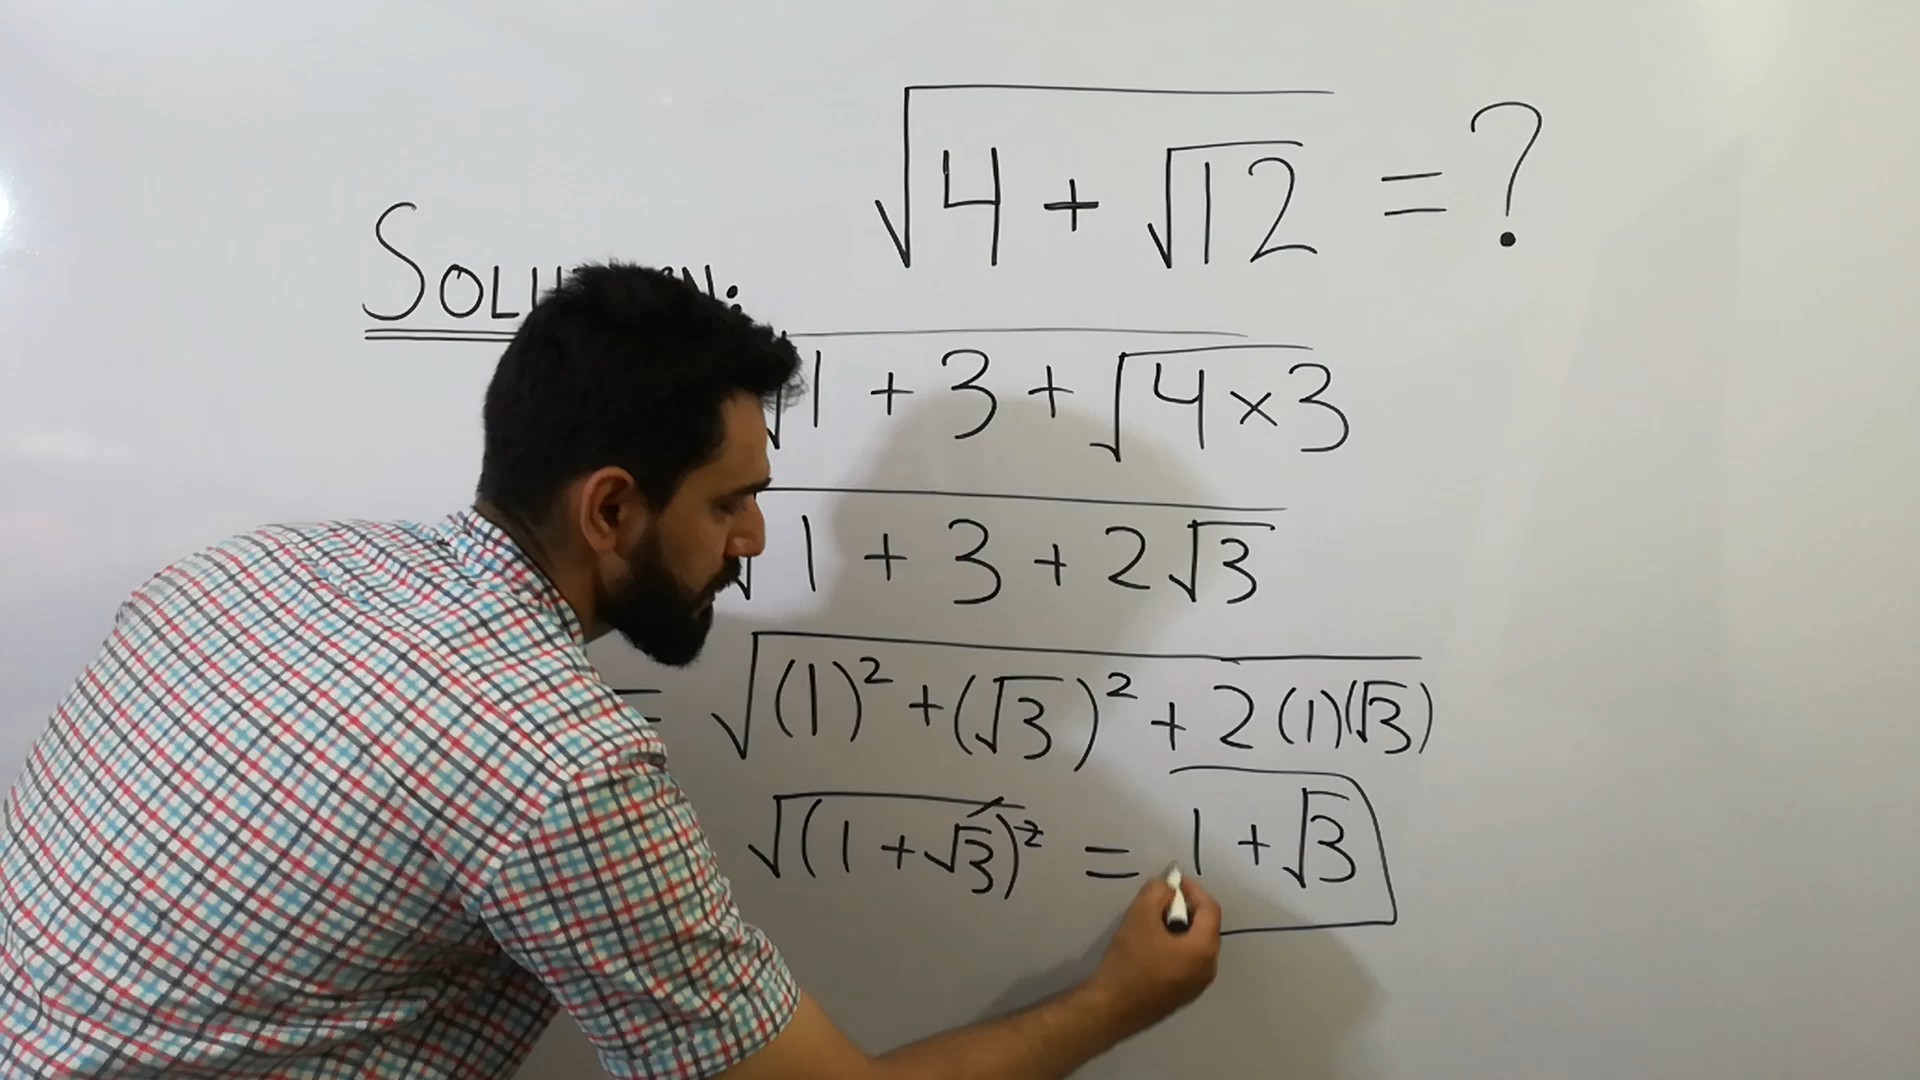 √(4 + √12) = ?
SOLU N:
√(1 + 3 + √(4×3))
√(1 + 3 + 2√3)
= √((1)² + (√3)² + 2(1)(√3))
√((1 + √3)²) = 1 + √3